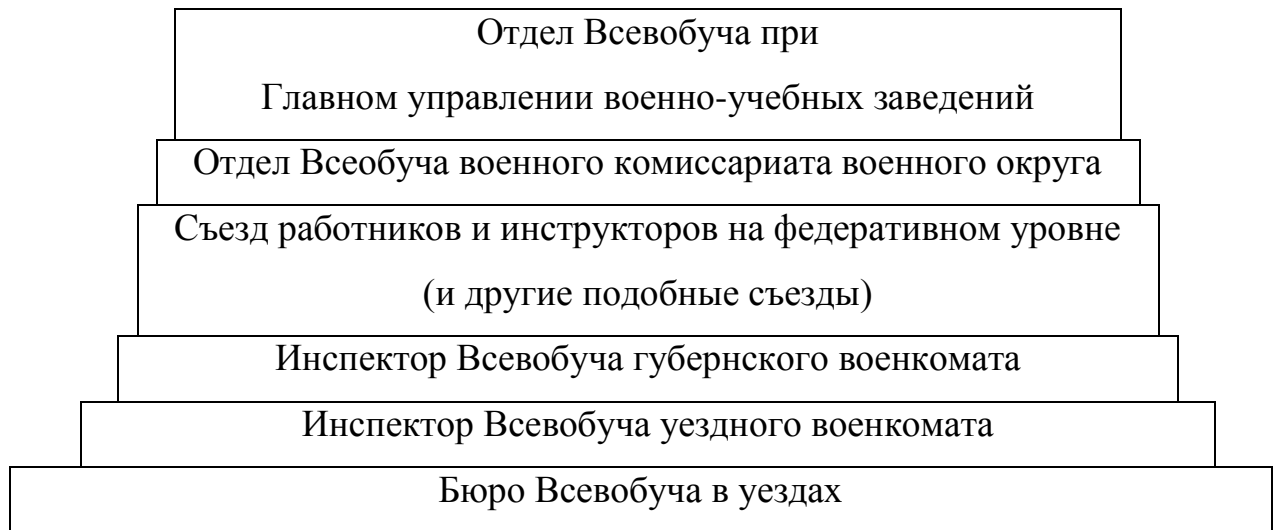 Отдел Всевобуча при
Главном управлении военно-учебных заведений
Отдел Всеобуча военного комиссариата военного округа
Съезд работников и инструкторов на федеративном уровне
(и другие подобные съезды)
Инспектор Всевобуча губернского военкомата
Инспектор Всевобуча уездного военкомата
Бюро Всевобуча в уездах